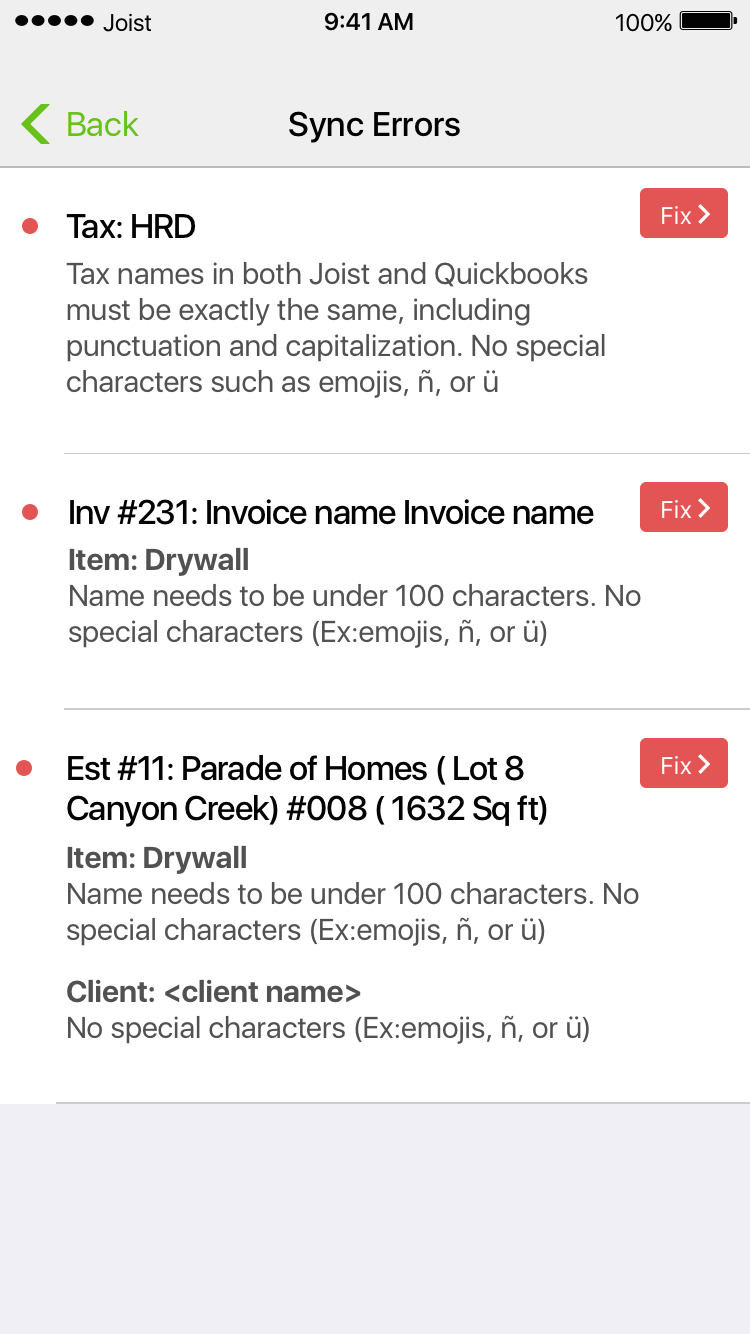 Joist 9:41 AM 100%
Back Sync Errors
Tax: HRD Fix
Tax names in both Joist and Quickbooks
must be exactly the same, including
punctuation and capitalization. No special
characters such as emojis, ñ, or ü
Inv #231: Invoice name Invoice name Fix
Item: Drywall
Name needs to be under 100 characters. No
special characters (Ex:emojis, ñ, or ü)
Est #11: Parade of Homes ( Lot 8 Fix
Canyon Creek) #008 ( 1632 Sq ft)
Item: Drywall
Name needs to be under 100 characters. No
special characters (Ex:emojis, ñ, or ü)
Client: <client name>
No special characters (Ex:emojis, ñ, or ü)